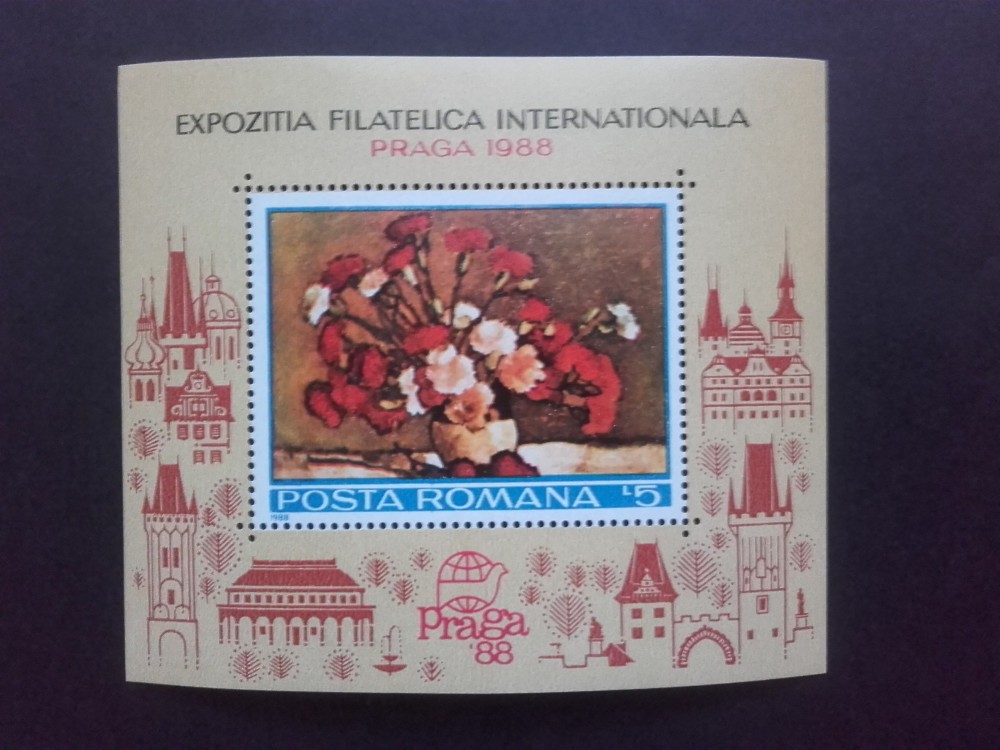 EXPOZITIA FILATELICA INTERNATIONALA
PRAGA 1988
POSTA ROMANA L5
1988
praga
'88